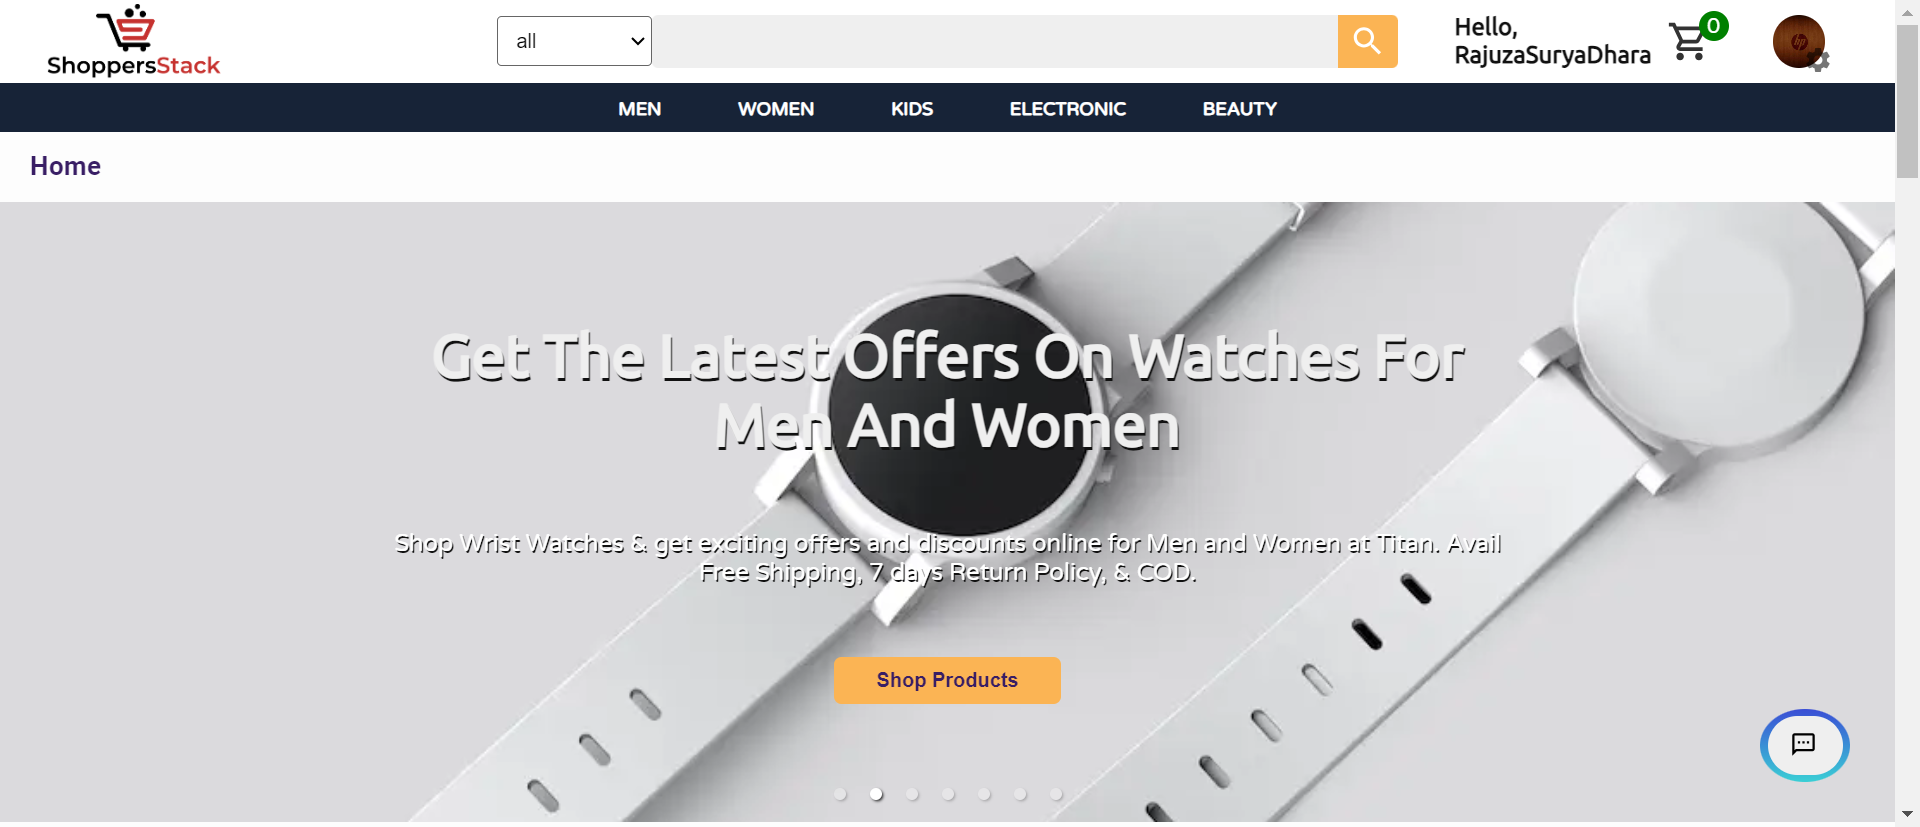 ShoppersStack
all
Hello,
RajuzaSuryaDhara
0
hp
MEN WOMEN KIDS ELECTRONIC BEAUTY
Home
Get The Latest Offers On Watches For
Men And Women
Shop Wrist Watches & get exciting offers and discounts online for Men and Women at Titan. Avail
Free Shipping, 7 days Return Policy, & COD.
Shop Products